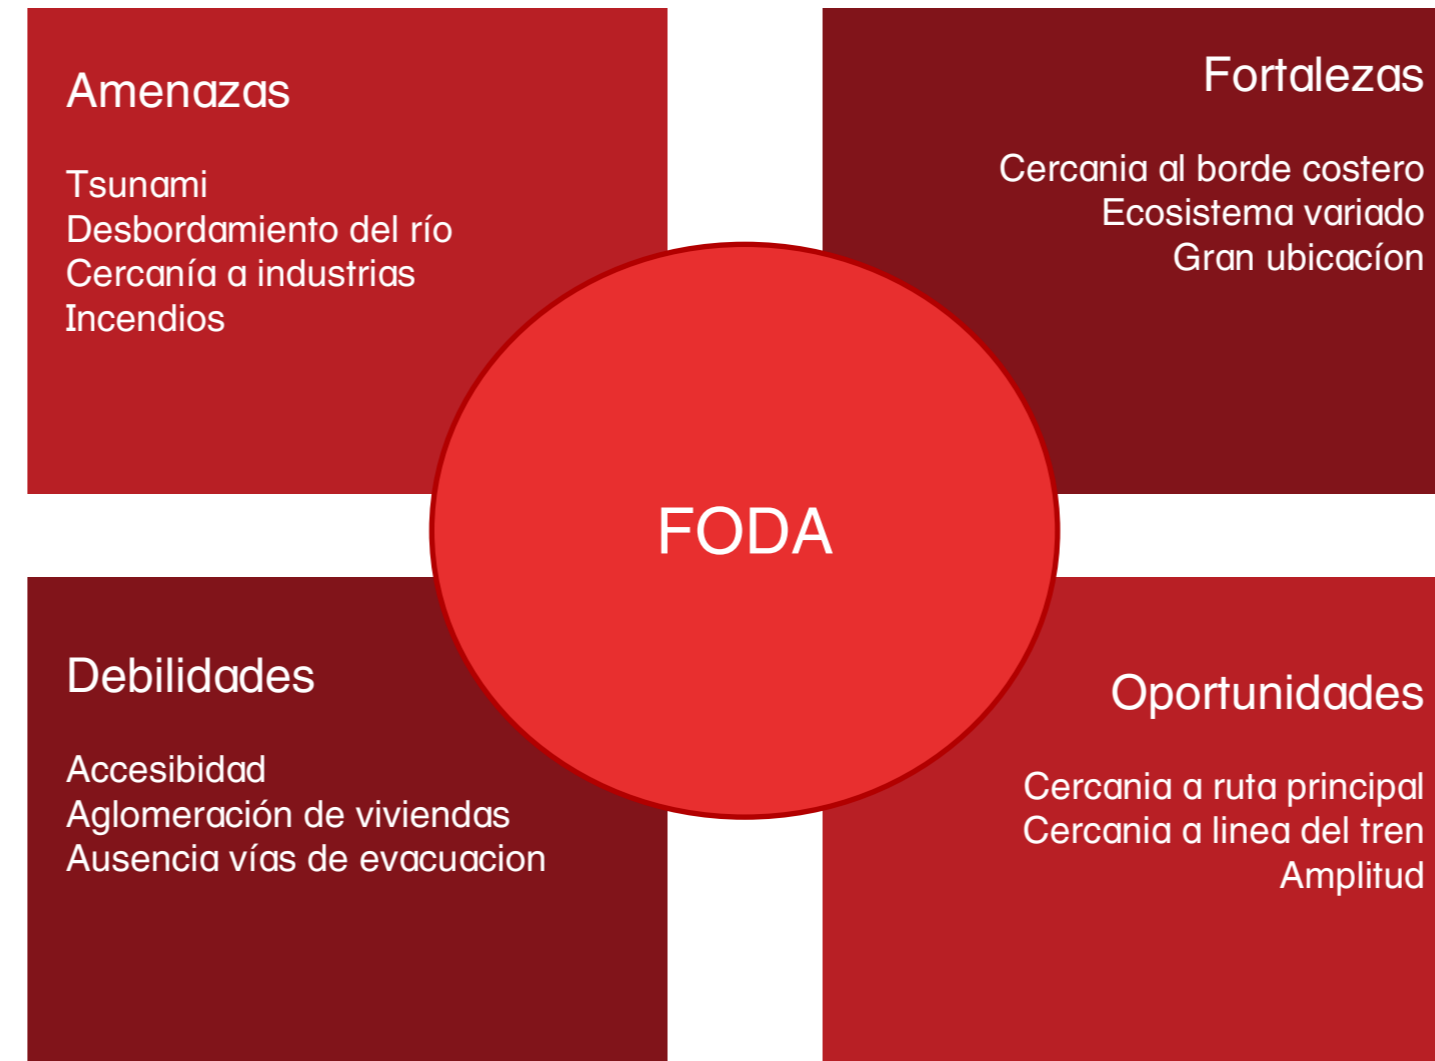 Amenazas
Tsunami
Desbordamiento del río
Cercanía a industrias
Incendios
Fortalezas
Cercania al borde costero
Ecosistema variado
Gran ubicacíon
FODA
Debilidades
Accesibidad
Aglomeración de viviendas
Ausencia vías de evacuacion
Oportunidades
Cercania a ruta principal
Cercania a linea del tren
Amplitud